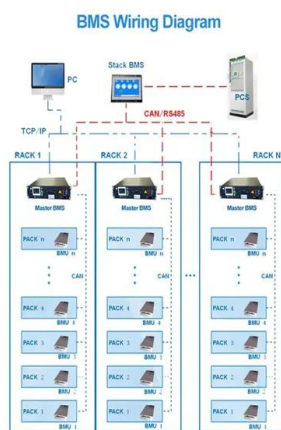 BMS Wiring Diagram
PC
Stack BMS
PCS
CAN/RS485
TCP/IP
RACK 1
RACK 2
RACK N
Master BMS
Master BMS
Master BMS
PACK n
BMU n
PACK n
BMU n
PACK n
BMU n
CAN
CAN
CAN
PACK 4
BMU 4
PACK 4
BMU 4
PACK 4
BMU 4
PACK 3
BMU 3
PACK 3
BMU 3
PACK 3
BMU 3
PACK 2
BMU 2
PACK 2
BMU 2
PACK 2
BMU 2
PACK 1
BMU 1
PACK 1
BMU 1
PACK 1
BMU 1